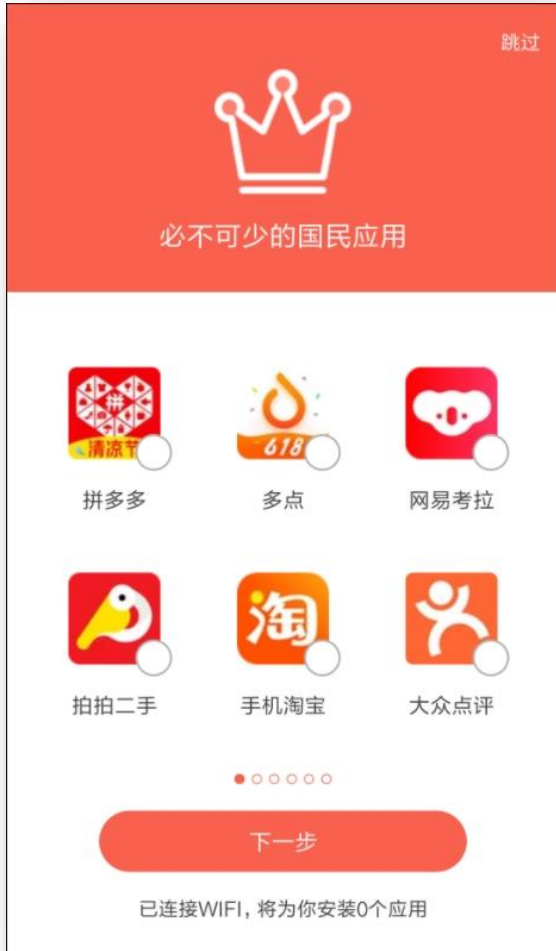 跳过
必不可少的国民应用
拼
清凉节
618
拼多多
多点
网易考拉
淘
拍拍二手
手机淘宝
大众点评
下一步
已连接WIFI，将为你安装0个应用